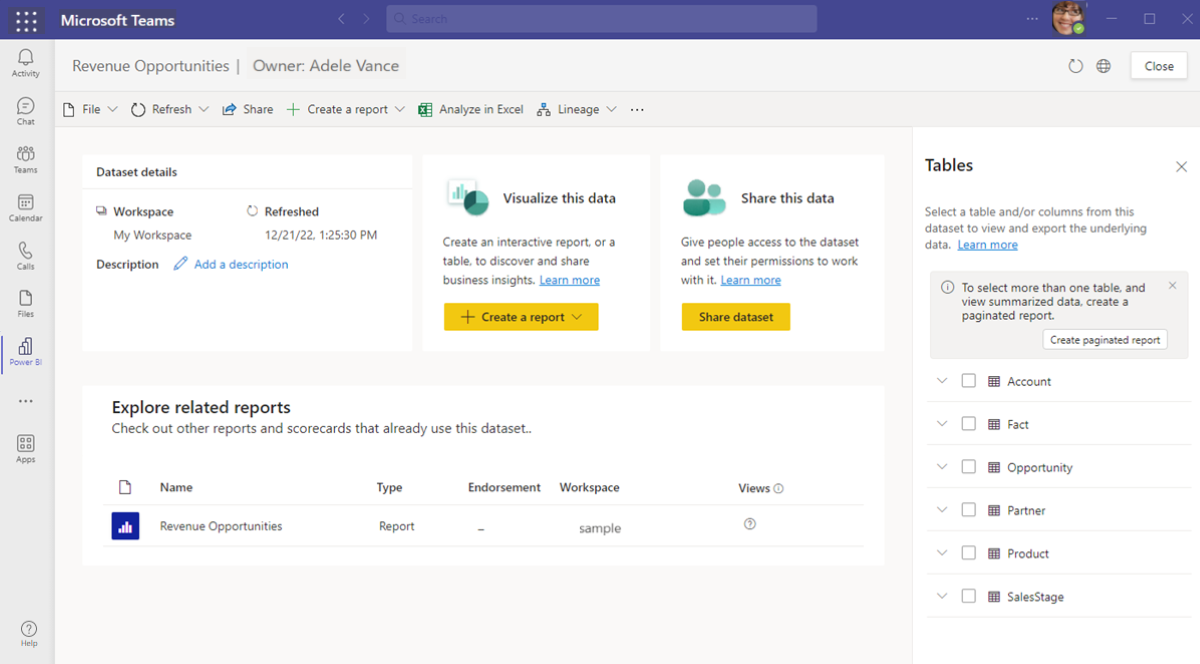 Microsoft Teams
Search
Activity
Chat
Teams
Calendar
Calls
Files
Power BI
Apps
Help
Revenue Opportunities | Owner: Adele Vance
Close
File
Refresh
Share
Create a report
Analyze in Excel
Lineage
Dataset details
Workspace
My Workspace
Refreshed
12/21/22, 1:25:30 PM
Description
Add a description
Visualize this data
Create an interactive report, or a
table, to discover and share
business insights. Learn more
Create a report
Share this data
Give people access to the dataset
and set their permissions to work
with it. Learn more
Share dataset
Explore related reports
Check out other reports and scorecards that already use this dataset..
Name Type Endorsement Workspace Views
Revenue Opportunities Report – sample
Tables
Select a table and/or columns from this
dataset to view and export the underlying
data. Learn more
To select more than one table, and
view summarized data, create a
paginated report.
Create paginated report
Account
Fact
Opportunity
Partner
Product
SalesStage